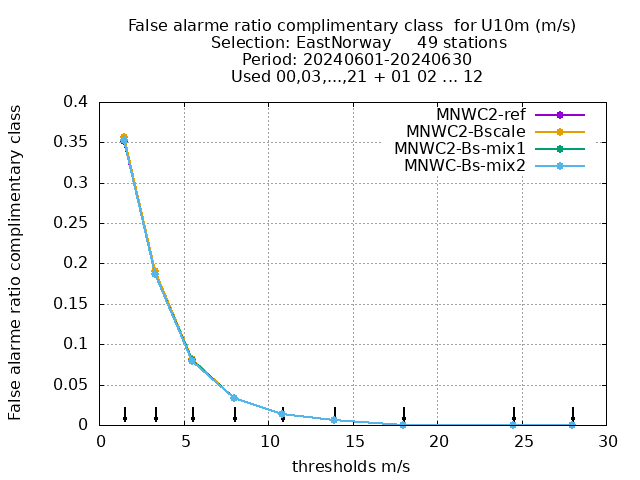 False alarme ratio complimentary class  for U10m (m/s)
Selection: EastNorway     49 stations
Period: 20240601-20240630
Used 00,03,...,21 + 01 02 ... 12
False alarme ratio complimentary class
0.4
0.35
0.3
0.25
0.2
0.15
0.1
0.05
0
MNWC2-ref
MNWC2-Bscale
MNWC2-Bs-mix1
MNWC-Bs-mix2
0 5 10 15 20 25 30
thresholds m/s